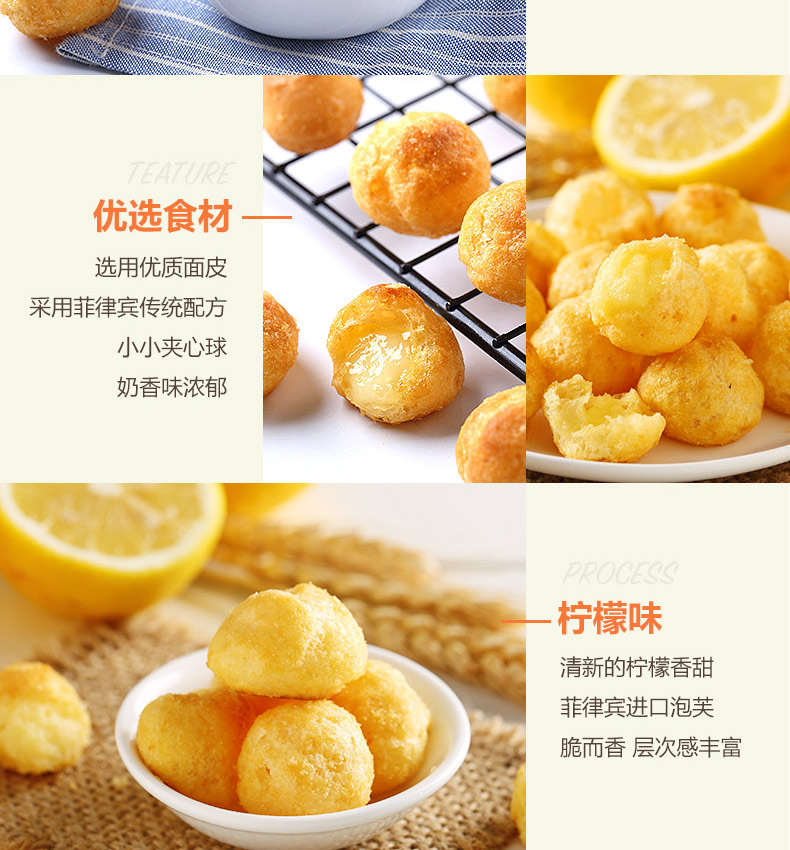 TEATURE
优选食材
选用优质面皮
采用菲律宾传统配方
小小夹心球
奶香味浓郁
PROCESS
柠檬味
清新的柠檬香甜
菲律宾进口泡芙
脆而香 层次感丰富